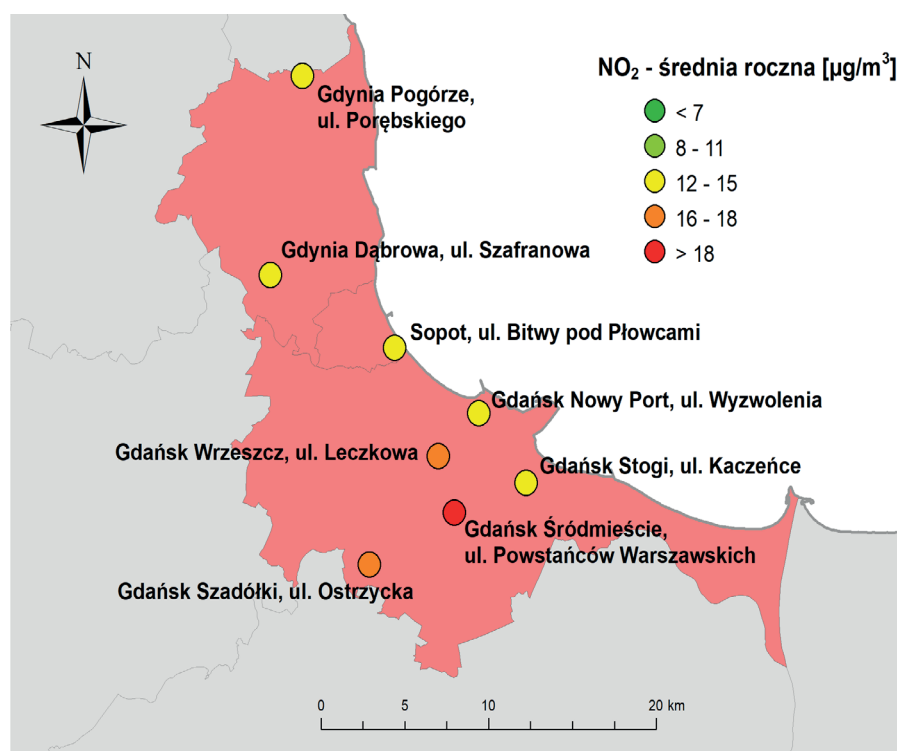 N
NO₂ - średnia roczna [µg/m³]
< 7
8 - 11
12 - 15
16 - 18
> 18
Gdynia Pogórze,
ul. Porębskiego
Gdynia Dąbrowa, ul. Szafranowa
Sopot, ul. Bitwy pod Płowcami
Gdańsk Nowy Port, ul. Wyzwolenia
Gdańsk Wrzeszcz, ul. Leczkowa
Gdańsk Stogi, ul. Kaczeńce
Gdańsk Śródmieście,
ul. Powstańców Warszawskich
Gdańsk Szadółki, ul. Ostrzycka
0 5 10 20 km